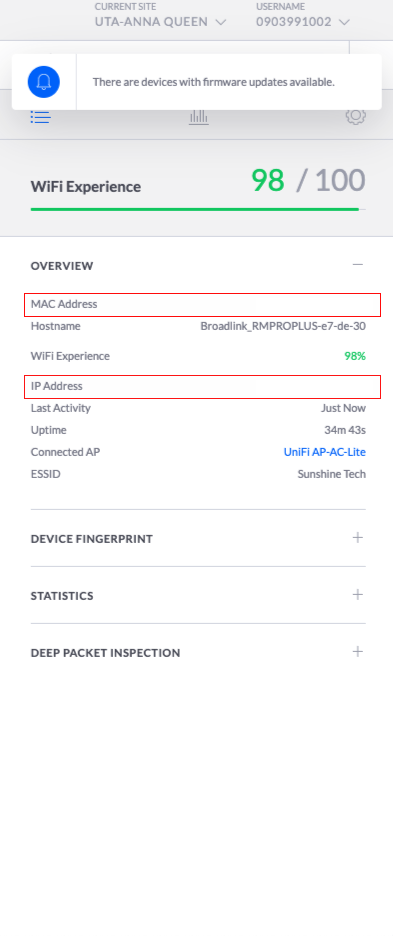 CURRENT SITE
USERNAME
UTA-ANNA QUEEN
0903991002
There are devices with firmware updates available.
WiFi Experience
98 / 100
OVERVIEW
MAC Address
Hostname Broadlink_RMPROPLUS-e7-de-30
WiFi Experience 98%
IP Address
Last Activity Just Now
Uptime 34m 43s
Connected AP UniFi AP-AC-Lite
ESSID Sunshine Tech
DEVICE FINGERPRINT
STATISTICS
DEEP PACKET INSPECTION